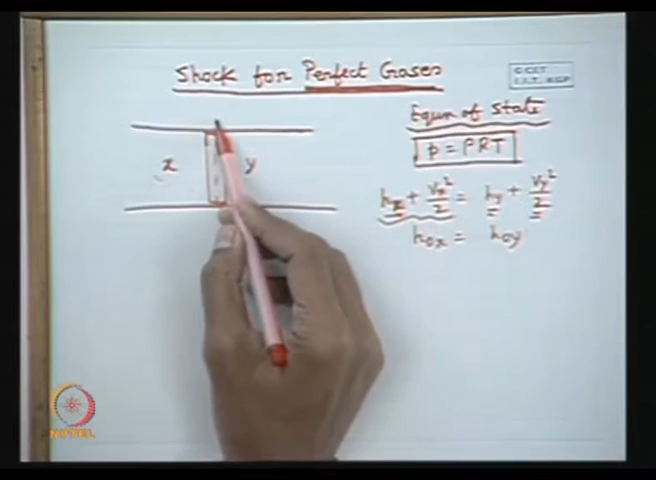 Shock for Perfect Gases
© CET
I.I.T. KGP
Equn of State
p = ρRT
x
y
hx + Vx²/2 = hy + Vy²/2
hox = hoy
NPTEL